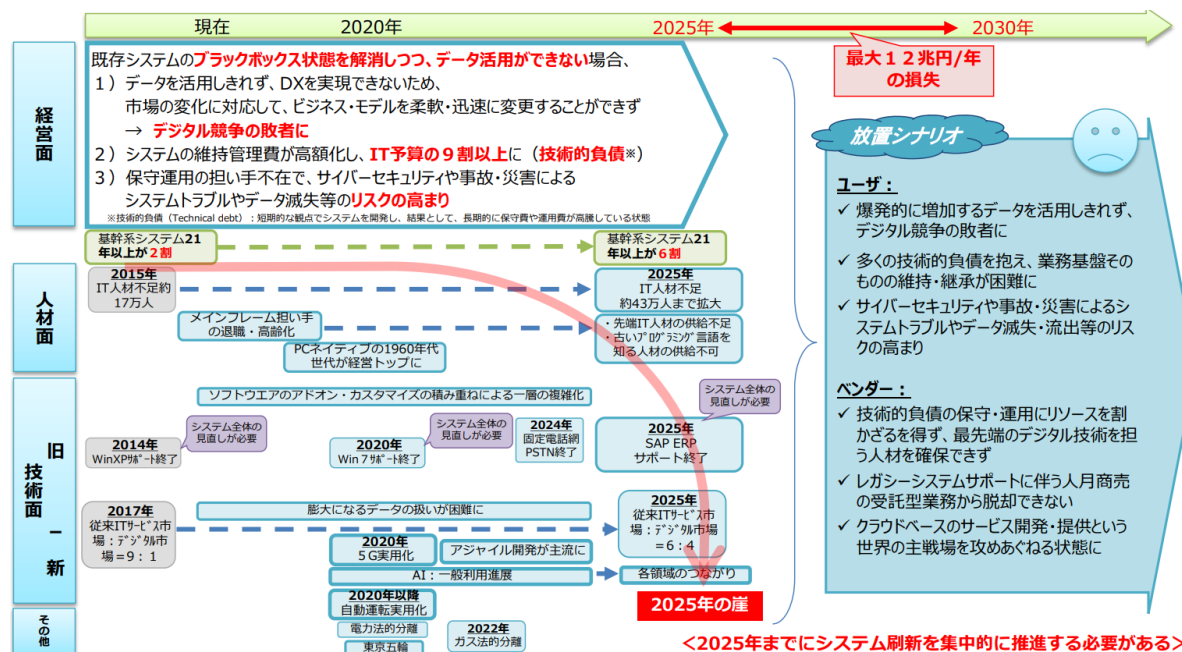 現在
2020年
2025年
2030年
最大１２兆円/年
の損失
経営面
既存システムのブラックボックス状態を解消しつつ、データ活用ができない場合、
１）データを活用しきれず、DXを実現できないため、
市場の変化に対応して、ビジネス・モデルを柔軟・迅速に変更することができず
→ デジタル競争の敗者に
２）システムの維持管理費が高額化し、IT予算の９割以上に（技術的負債※）
３）保守運用の担い手不在で、サイバーセキュリティや事故・災害による
システムトラブルやデータ滅失等のリスクの高まり
※技術的負債（Technical debt）：短期的な観点でシステムを開発し、結果として、長期的に保守費や運用費が高騰している状態
基幹系システム21
年以上が２割
基幹系システム21
年以上が６割
人材面
2015年
IT人材不足約
17万人
2025年
IT人材不足
約43万人まで拡大
メインフレーム担い手
の退職・高齢化
・先端IT人材の供給不足
・古いプログラミング言語を
知る人材の供給不可
PCネイティブの1960年代
世代が経営トップに
技術面
旧－新
ソフトウエアのアドオン・カスタマイズの積み重ねによる一層の複雑化
システム全体の
見直しが必要
システム全体の
見直しが必要
システム全体の
見直しが必要
2014年
WinXPサポート終了
2020年
Win７サポート終了
2024年
固定電話網
PSTN終了
2025年
SAP ERP
サポート終了
2017年
従来ITサービス市
場：デジタル市
場＝9：1
膨大になるデータの扱いが困難に
2025年
従来ITサービス市
場：デジタル市場
＝6：4
2020年
５G実用化
アジャイル開発が主流に
AI：一般利用進展
各領域のつながり
2020年以降
自動運転実用化
2025年の崖
その他
電力法的分離
東京五輪
2022年
ガス法的分離
放置シナリオ
ユーザ：
✓ 爆発的に増加するデータを活用しきれず、
デジタル競争の敗者に
✓ 多くの技術的負債を抱え、業務基盤その
ものの維持・継承が困難に
✓ サイバーセキュリティや事故・災害によるシ
ステムトラブルやデータ滅失・流出等のリス
クの高まり
ベンダー：
✓ 技術的負債の保守・運用にリソースを割
かざるを得ず、最先端のデジタル技術を担
う人材を確保できず
✓ レガシーシステムサポートに伴う人月商売
の受託型業務から脱却できない
✓ クラウドベースのサービス開発・提供という
世界の主戦場を攻めあぐねる状態に
＜2025年までにシステム刷新を集中的に推進する必要がある＞